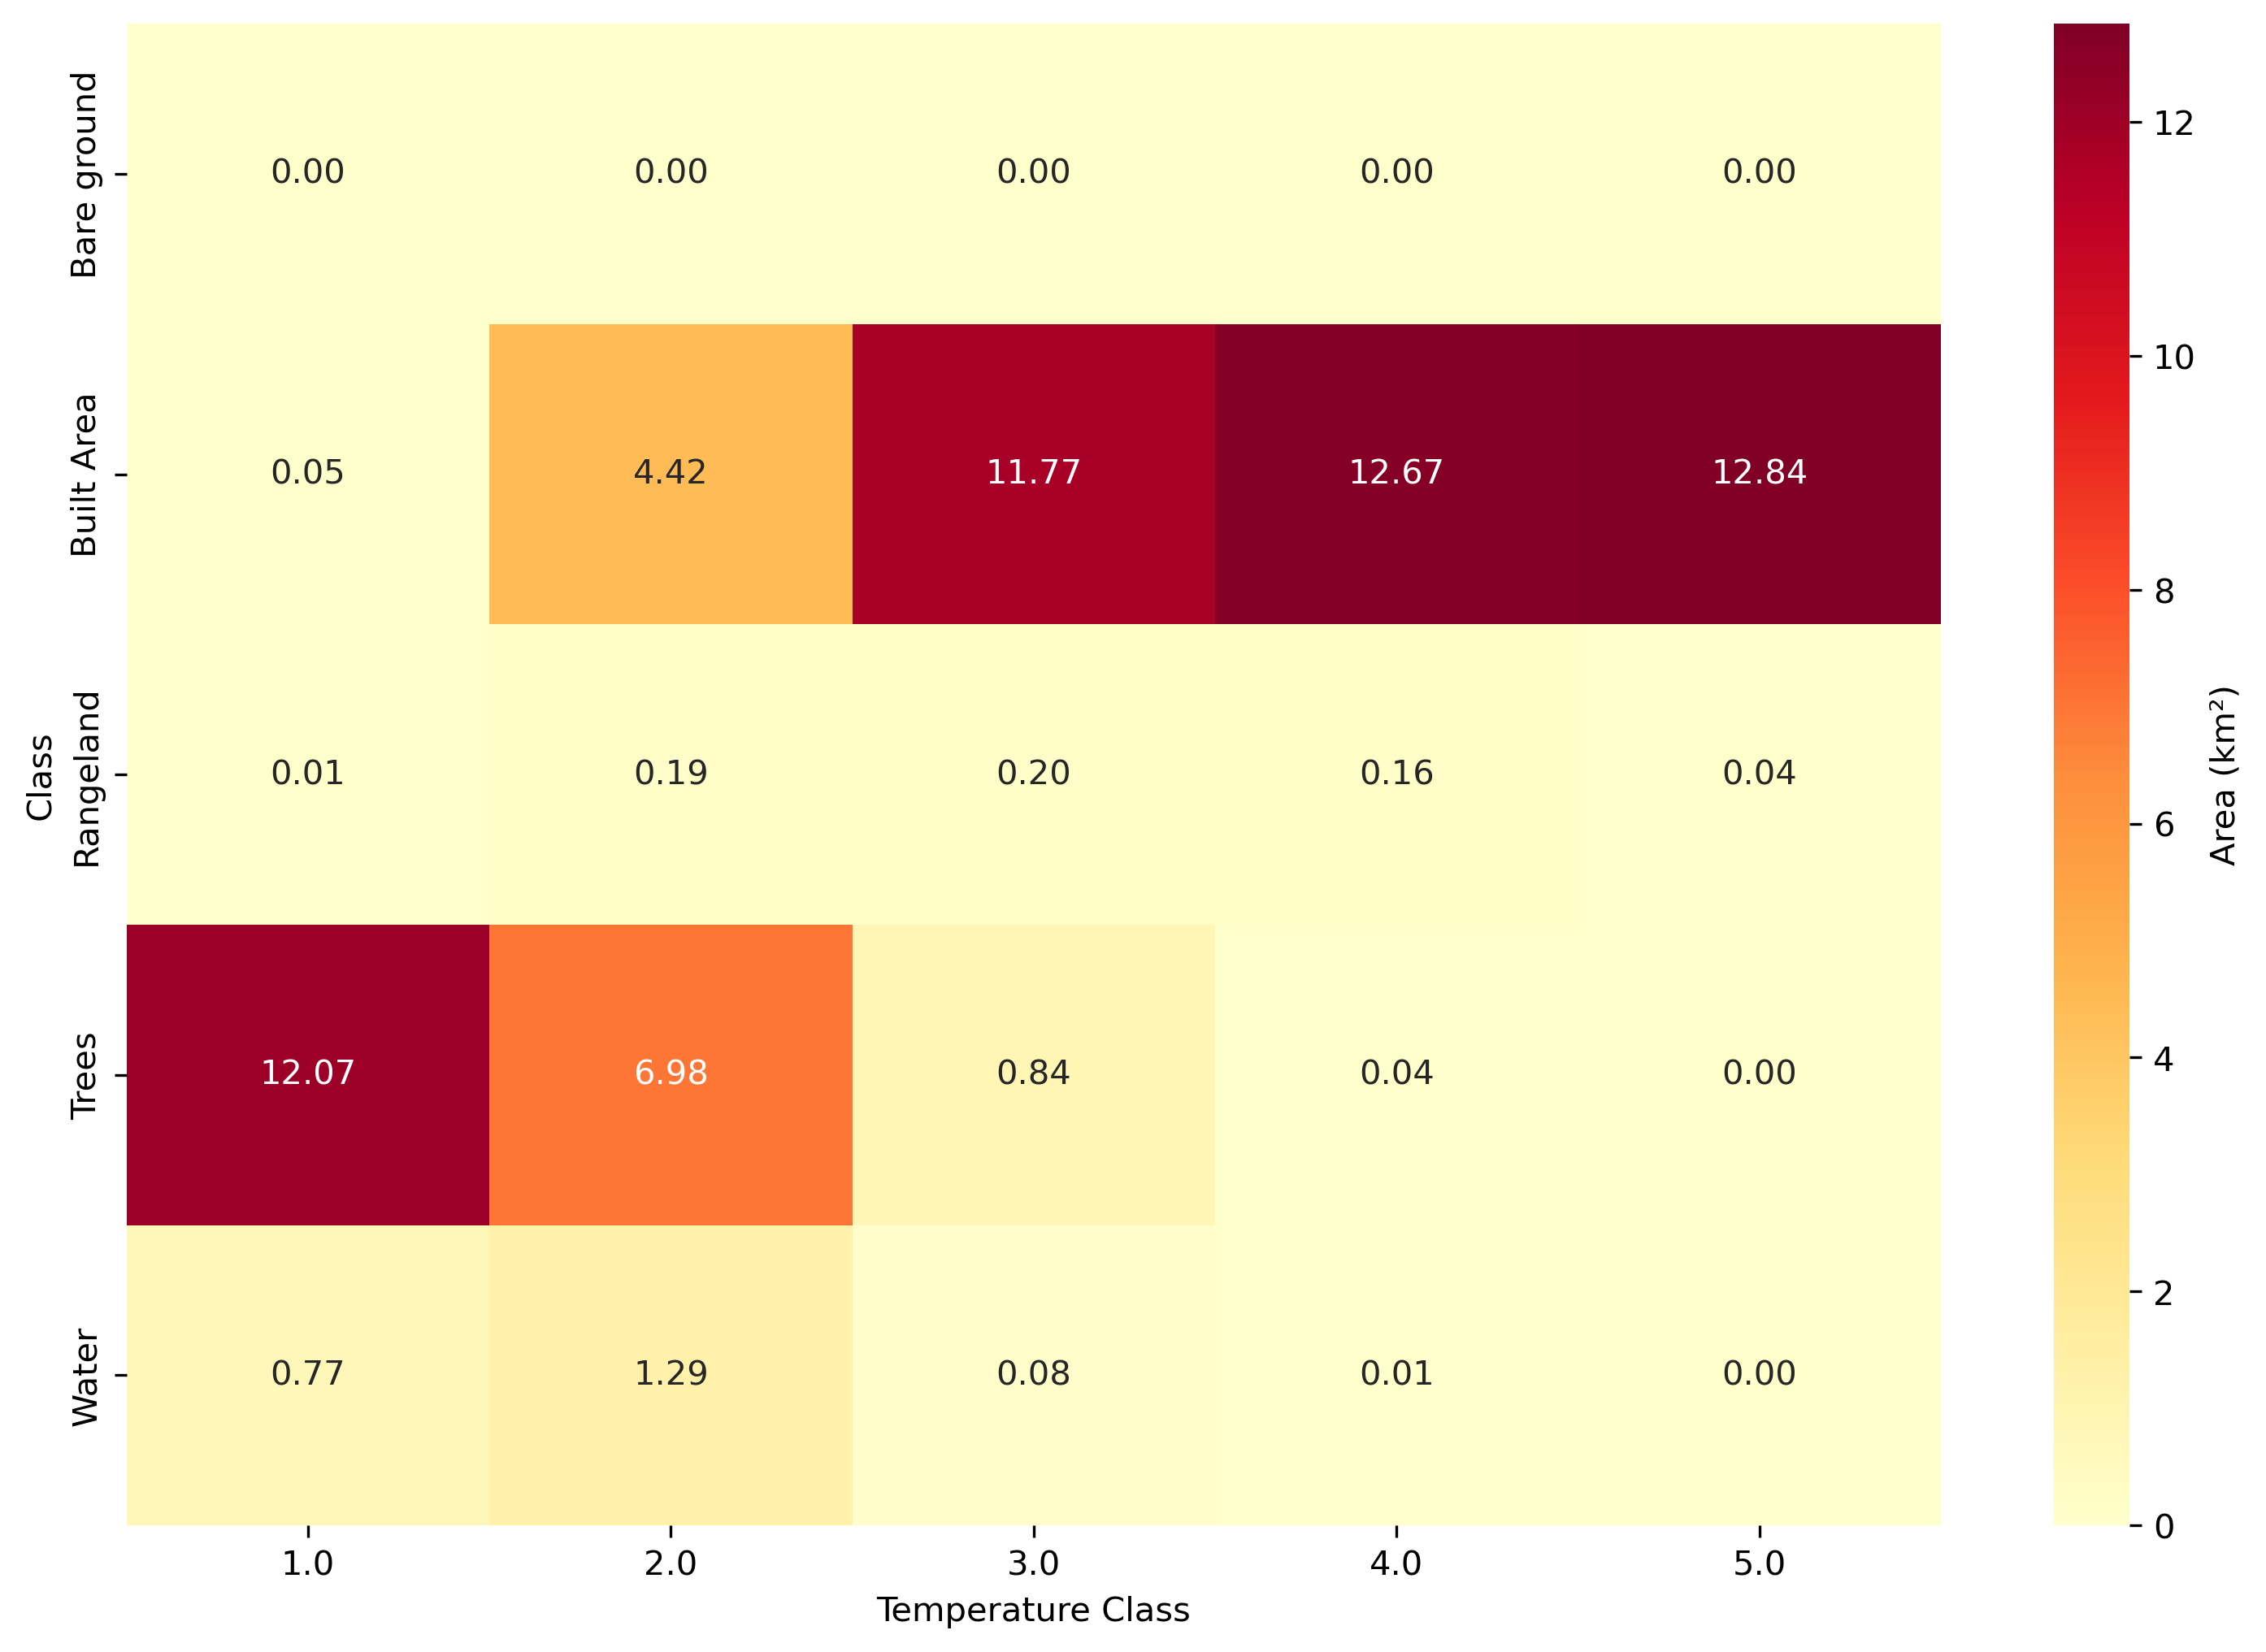 Class
Bare ground
0.00 0.00 0.00 0.00 0.00
Built Area
0.05 4.42 11.77 12.67 12.84
Rangeland
0.01 0.19 0.20 0.16 0.04
Trees
12.07 6.98 0.84 0.04 0.00
Water
0.77 1.29 0.08 0.01 0.00
1.0 2.0 3.0 4.0 5.0
Temperature Class
12
10
8
6
4
2
0
Area (km²)